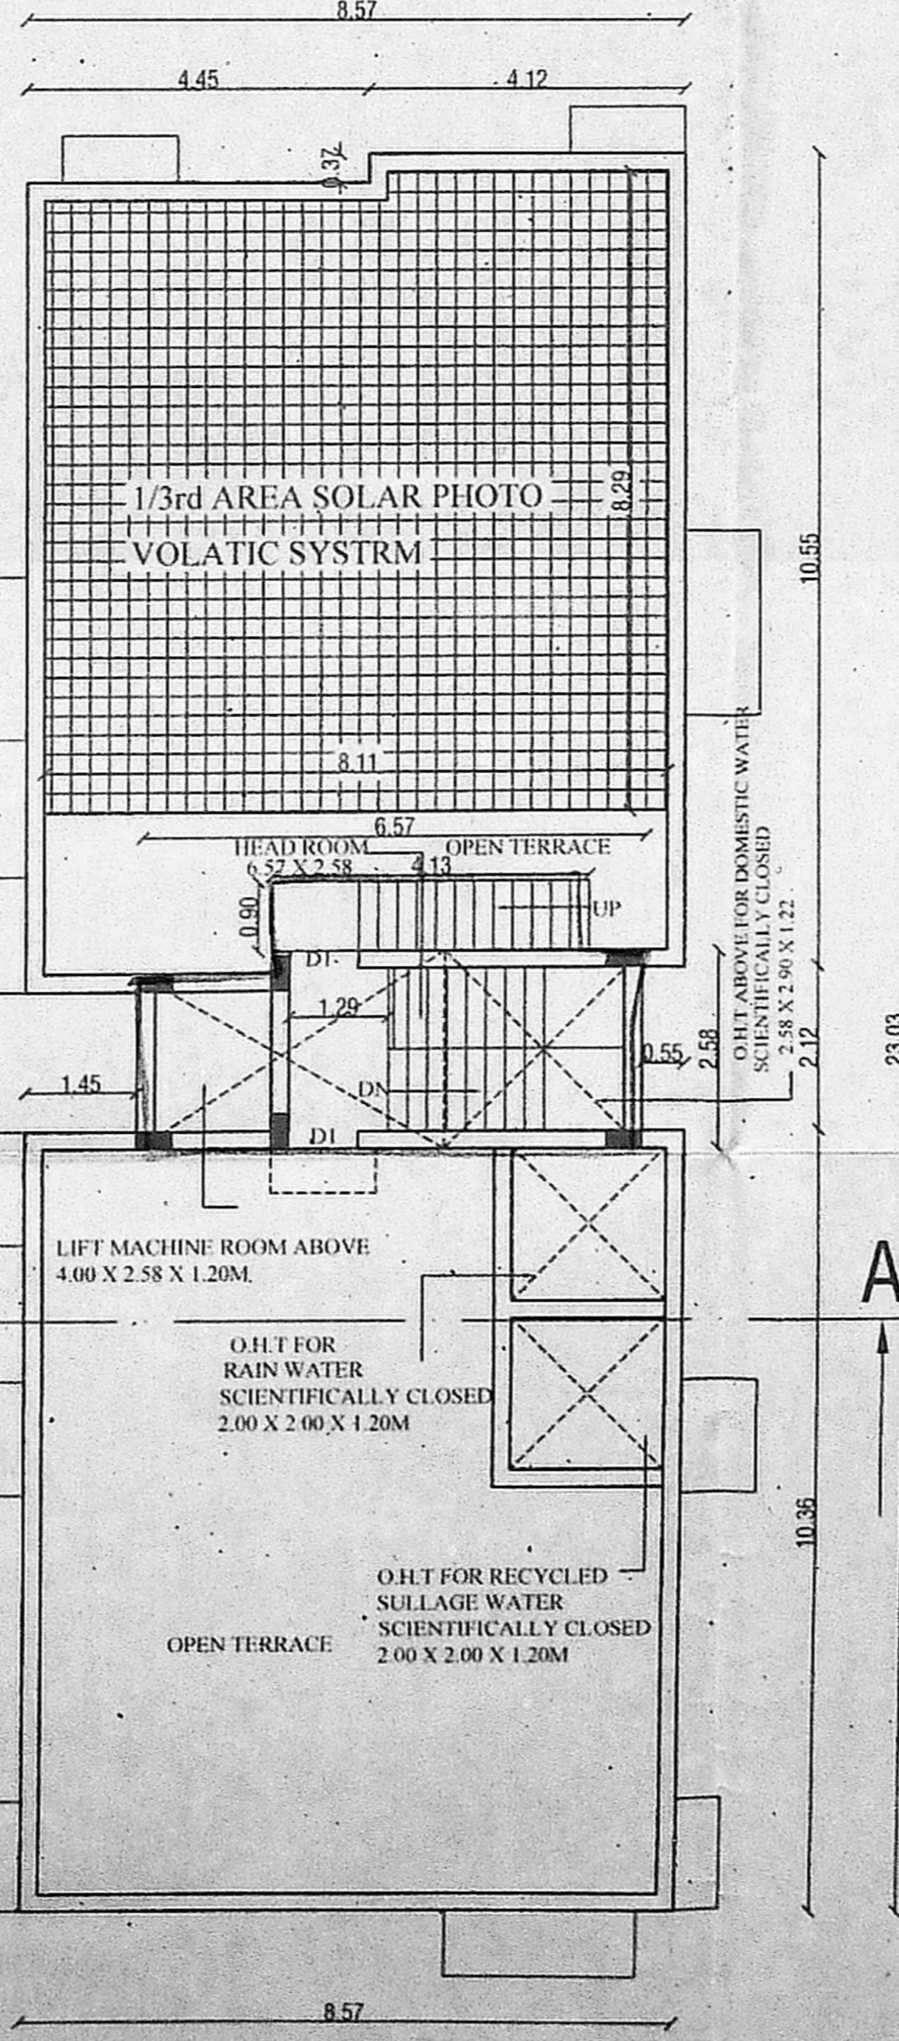 8.57
4.45
4.12
0.37
1/3rd AREA SOLAR PHOTO
VOLATIC SYSTRM
8.29
10.55
8.11
6.57
HEAD ROOM
6.57 X 2.58
OPEN TERRACE
4.13
0.90
UP
D1
1.29
DN
D1
1.45
0.55
2.58
O.H.T ABOVE FOR DOMESTIC WATER
SCIENTIFICALLY CLOSED
2.58 X 2.90 X 1.22
2.12
23.03
LIFT MACHINE ROOM ABOVE
4.00 X 2.58 X 1.20M.
A
O.H.T FOR
RAIN WATER
SCIENTIFICALLY CLOSED
2.00 X 2.00 X 1.20M
10.36
O.H.T FOR RECYCLED
SULLAGE WATER
SCIENTIFICALLY CLOSED
2.00 X 2.00 X 1.20M
OPEN TERRACE
8.57